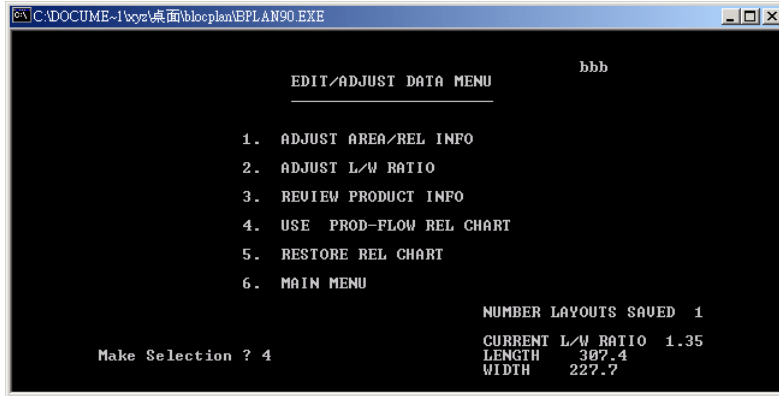 C:\DOCUME~1\xyz\桌面\blocplan\BPLAN90.EXE
bbb
EDIT/ADJUST DATA MENU
1. ADJUST AREA/REL INFO
2. ADJUST L/W RATIO
3. REVIEW PRODUCT INFO
4. USE PROD-FLOW REL CHART
5. RESTORE REL CHART
6. MAIN MENU
NUMBER LAYOUTS SAVED 1
CURRENT L/W RATIO 1.35
Make Selection ? 4 LENGTH 307.4
WIDTH 227.7